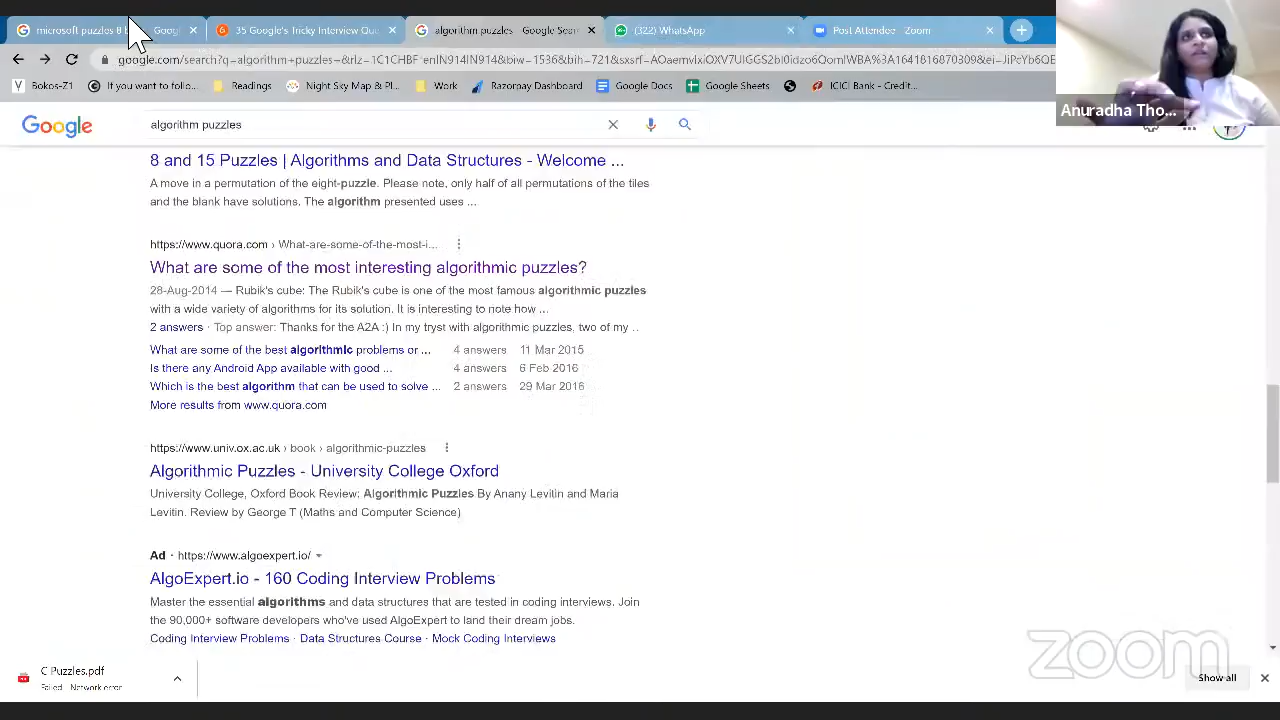 microsoft puzzles 8 b Googl
35 Google's Tricky Interview Que
algorithm puzzles - Google Sear
(322) WhatsApp
Post Attendee - Zoom
Bokos-Z1
If you want to follow...
Readings
Night Sky Map & Pl...
Work
Razorpay Dashboard
Google Docs
Google Sheets
ICICI Bank - Credit...
Anuradha Tho...
Google
algorithm puzzles
8 and 15 Puzzles | Algorithms and Data Structures - Welcome ...
A move in a permutation of the eight-puzzle. Please note, only half of all permutations of the tiles
and the blank have solutions. The algorithm presented uses ...
https://www.quora.com › What-are-some-of-the-most-i...
What are some of the most interesting algorithmic puzzles?
28-Aug-2014 — Rubik's cube: The Rubik's cube is one of the most famous algorithmic puzzles
with a wide variety of algorithms for its solution. It is interesting to note how ...
2 answers · Top answer: Thanks for the A2A :) In my tryst with algorithmic puzzles, two of my ..
What are some of the best algorithmic problems or ... 4 answers 11 Mar 2015
Is there any Android App available with good ... 4 answers 6 Feb 2016
Which is the best algorithm that can be used to solve ... 2 answers 29 Mar 2016
More results from www.quora.com
https://www.univ.ox.ac.uk › book › algorithmic-puzzles
Algorithmic Puzzles - University College Oxford
University College, Oxford Book Review: Algorithmic Puzzles By Anany Levitin and Maria
Levitin. Review by George T (Maths and Computer Science)
Ad · https://www.algoexpert.io/
AlgoExpert.io - 160 Coding Interview Problems
Master the essential algorithms and data structures that are tested in coding interviews. Join
the 90,000+ software developers who've used AlgoExpert to land their dream jobs.
Coding Interview Problems · Data Structures Course · Mock Coding Interviews
zoom
C Puzzles.pdf
Failed - Network error
Show all